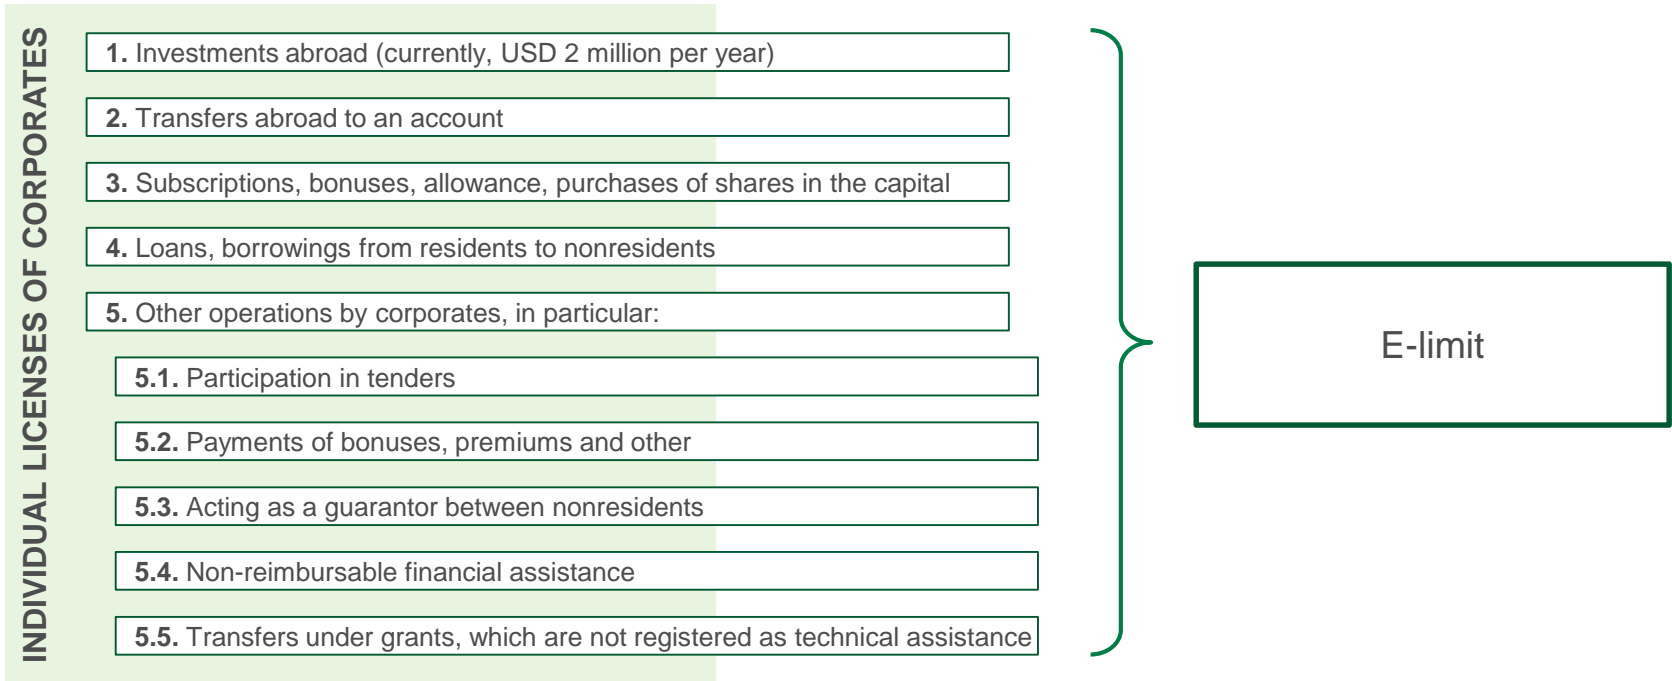 INDIVIDUAL LICENSES OF CORPORATES
1. Investments abroad (currently, USD 2 million per year)
2. Transfers abroad to an account
3. Subscriptions, bonuses, allowance, purchases of shares in the capital
4. Loans, borrowings from residents to nonresidents
5. Other operations by corporates, in particular:
5.1. Participation in tenders
5.2. Payments of bonuses, premiums and other
5.3. Acting as a guarantor between nonresidents
5.4. Non-reimbursable financial assistance
5.5. Transfers under grants, which are not registered as technical assistance
E-limit